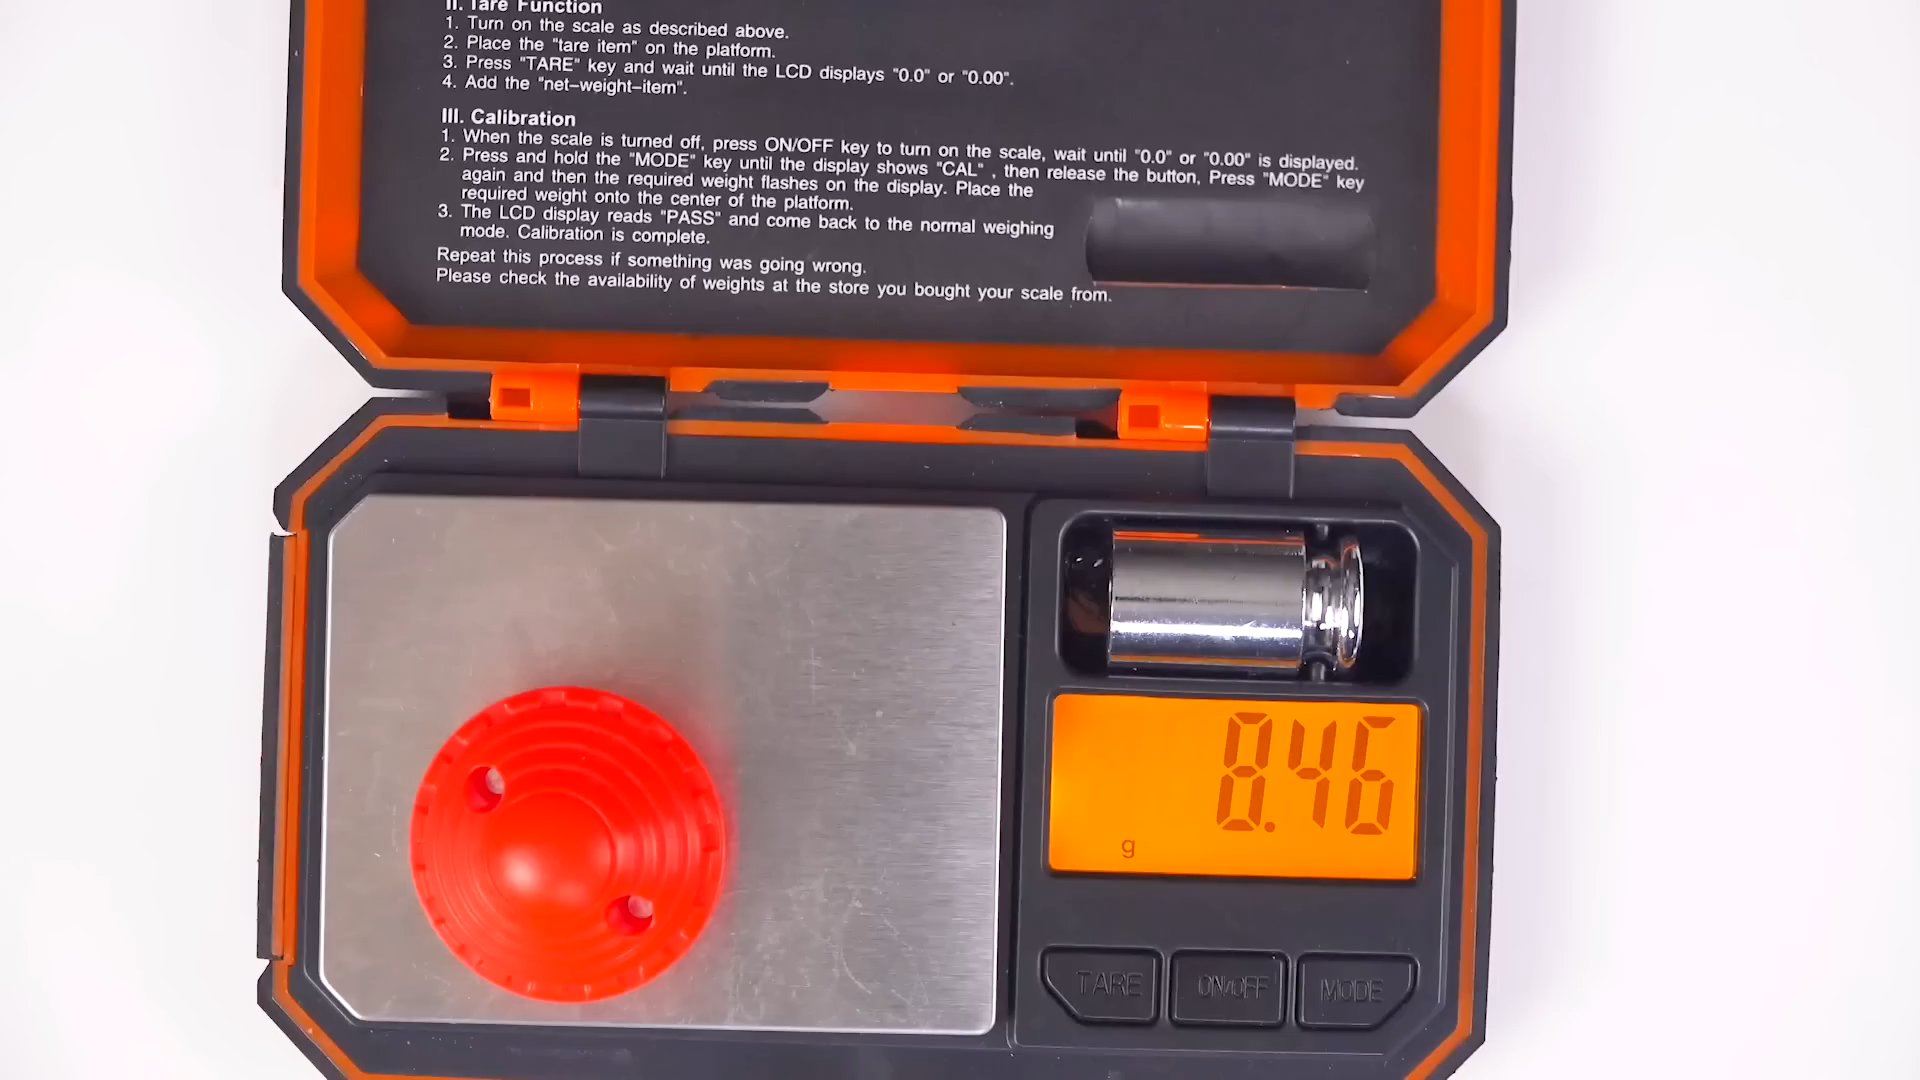 II. Tare Function
1. Turn on the scale as described above.
2. Place the "tare item" on the platform.
3. Press "TARE" key and wait until the LCD displays "0.0" or "0.00".
4. Add the "net-weight-item".
III. Calibration
1. When the scale is turned off, press ON/OFF key to turn on the scale, wait until "0.0" or "0.00" is displayed.
2. Press and hold the "MODE" key until the display shows "CAL" , then release the button, Press "MODE" key
again and then the required weight flashes on the display. Place the
required weight onto the center of the platform.
3. The LCD display reads "PASS" and come back to the normal weighing
mode. Calibration is complete.
Repeat this process if something was going wrong.
Please check the availability of weights at the store you bought your scale from.
8.46
g
TARE ON/OFF MODE